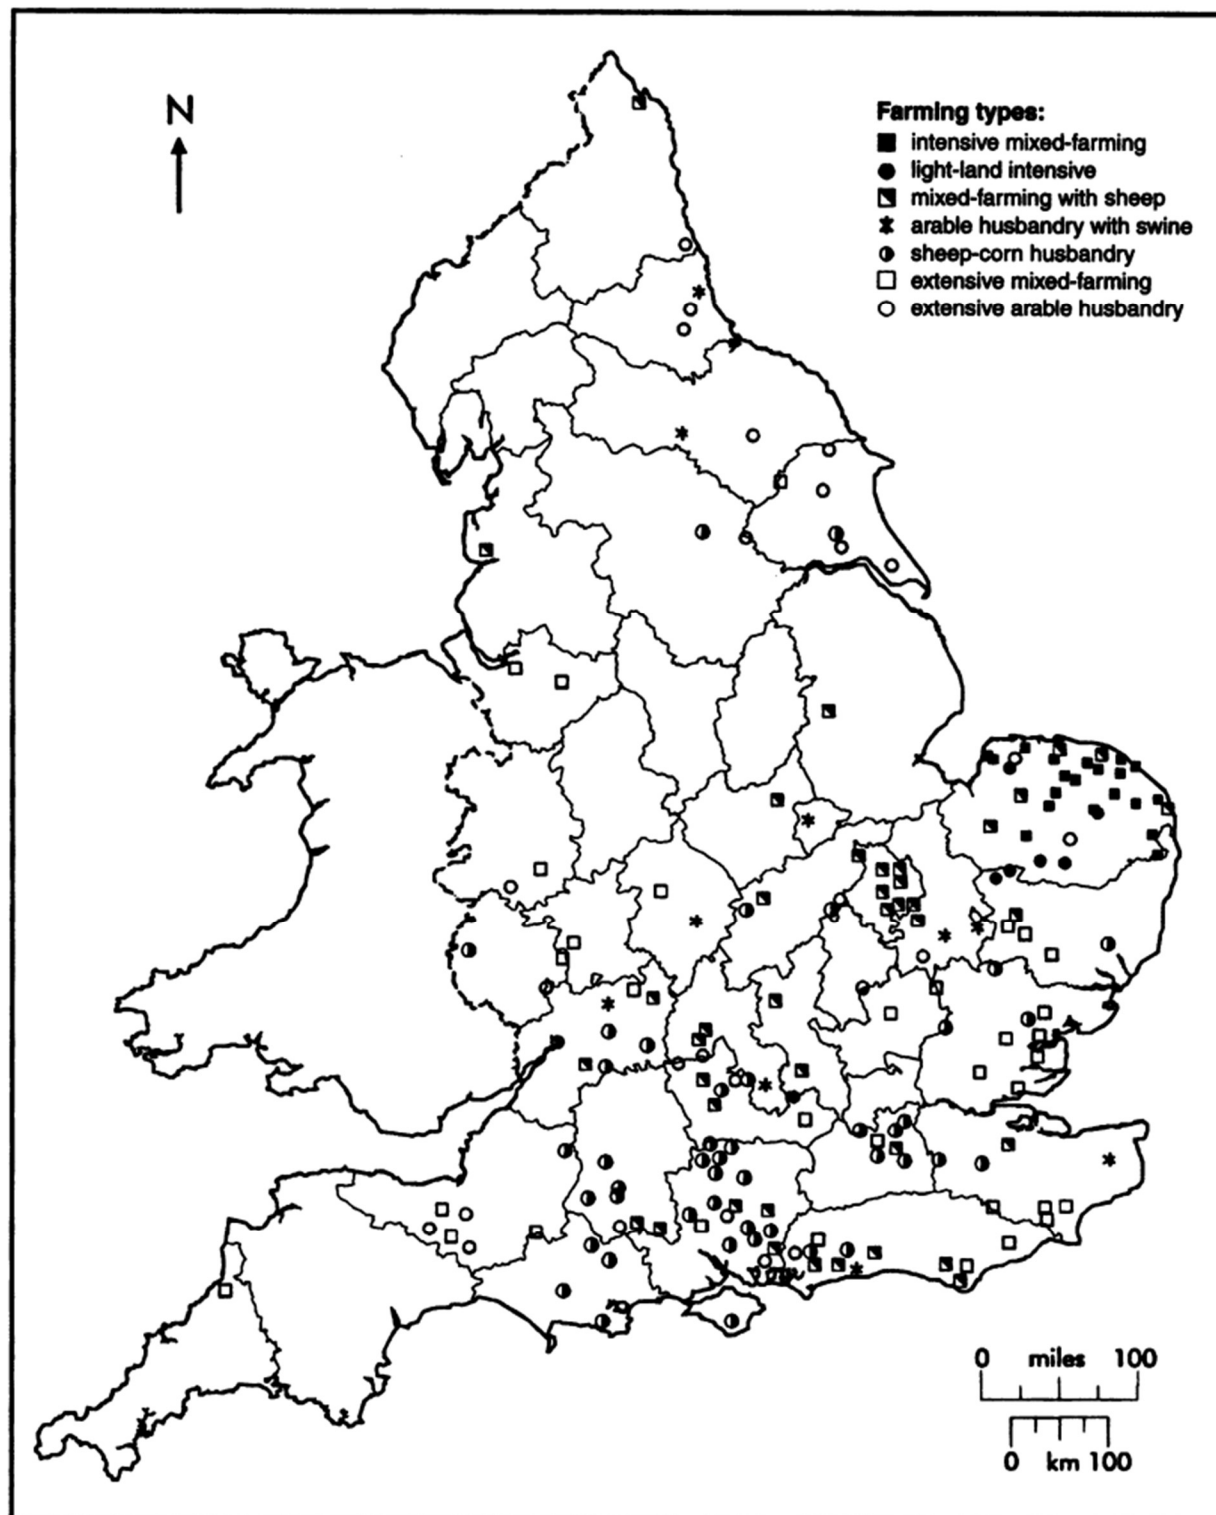 N
Farming types:
intensive mixed-farming
light-land intensive
mixed-farming with sheep
arable husbandry with swine
sheep-corn husbandry
extensive mixed-farming
extensive arable husbandry
0 miles 100
0 km 100